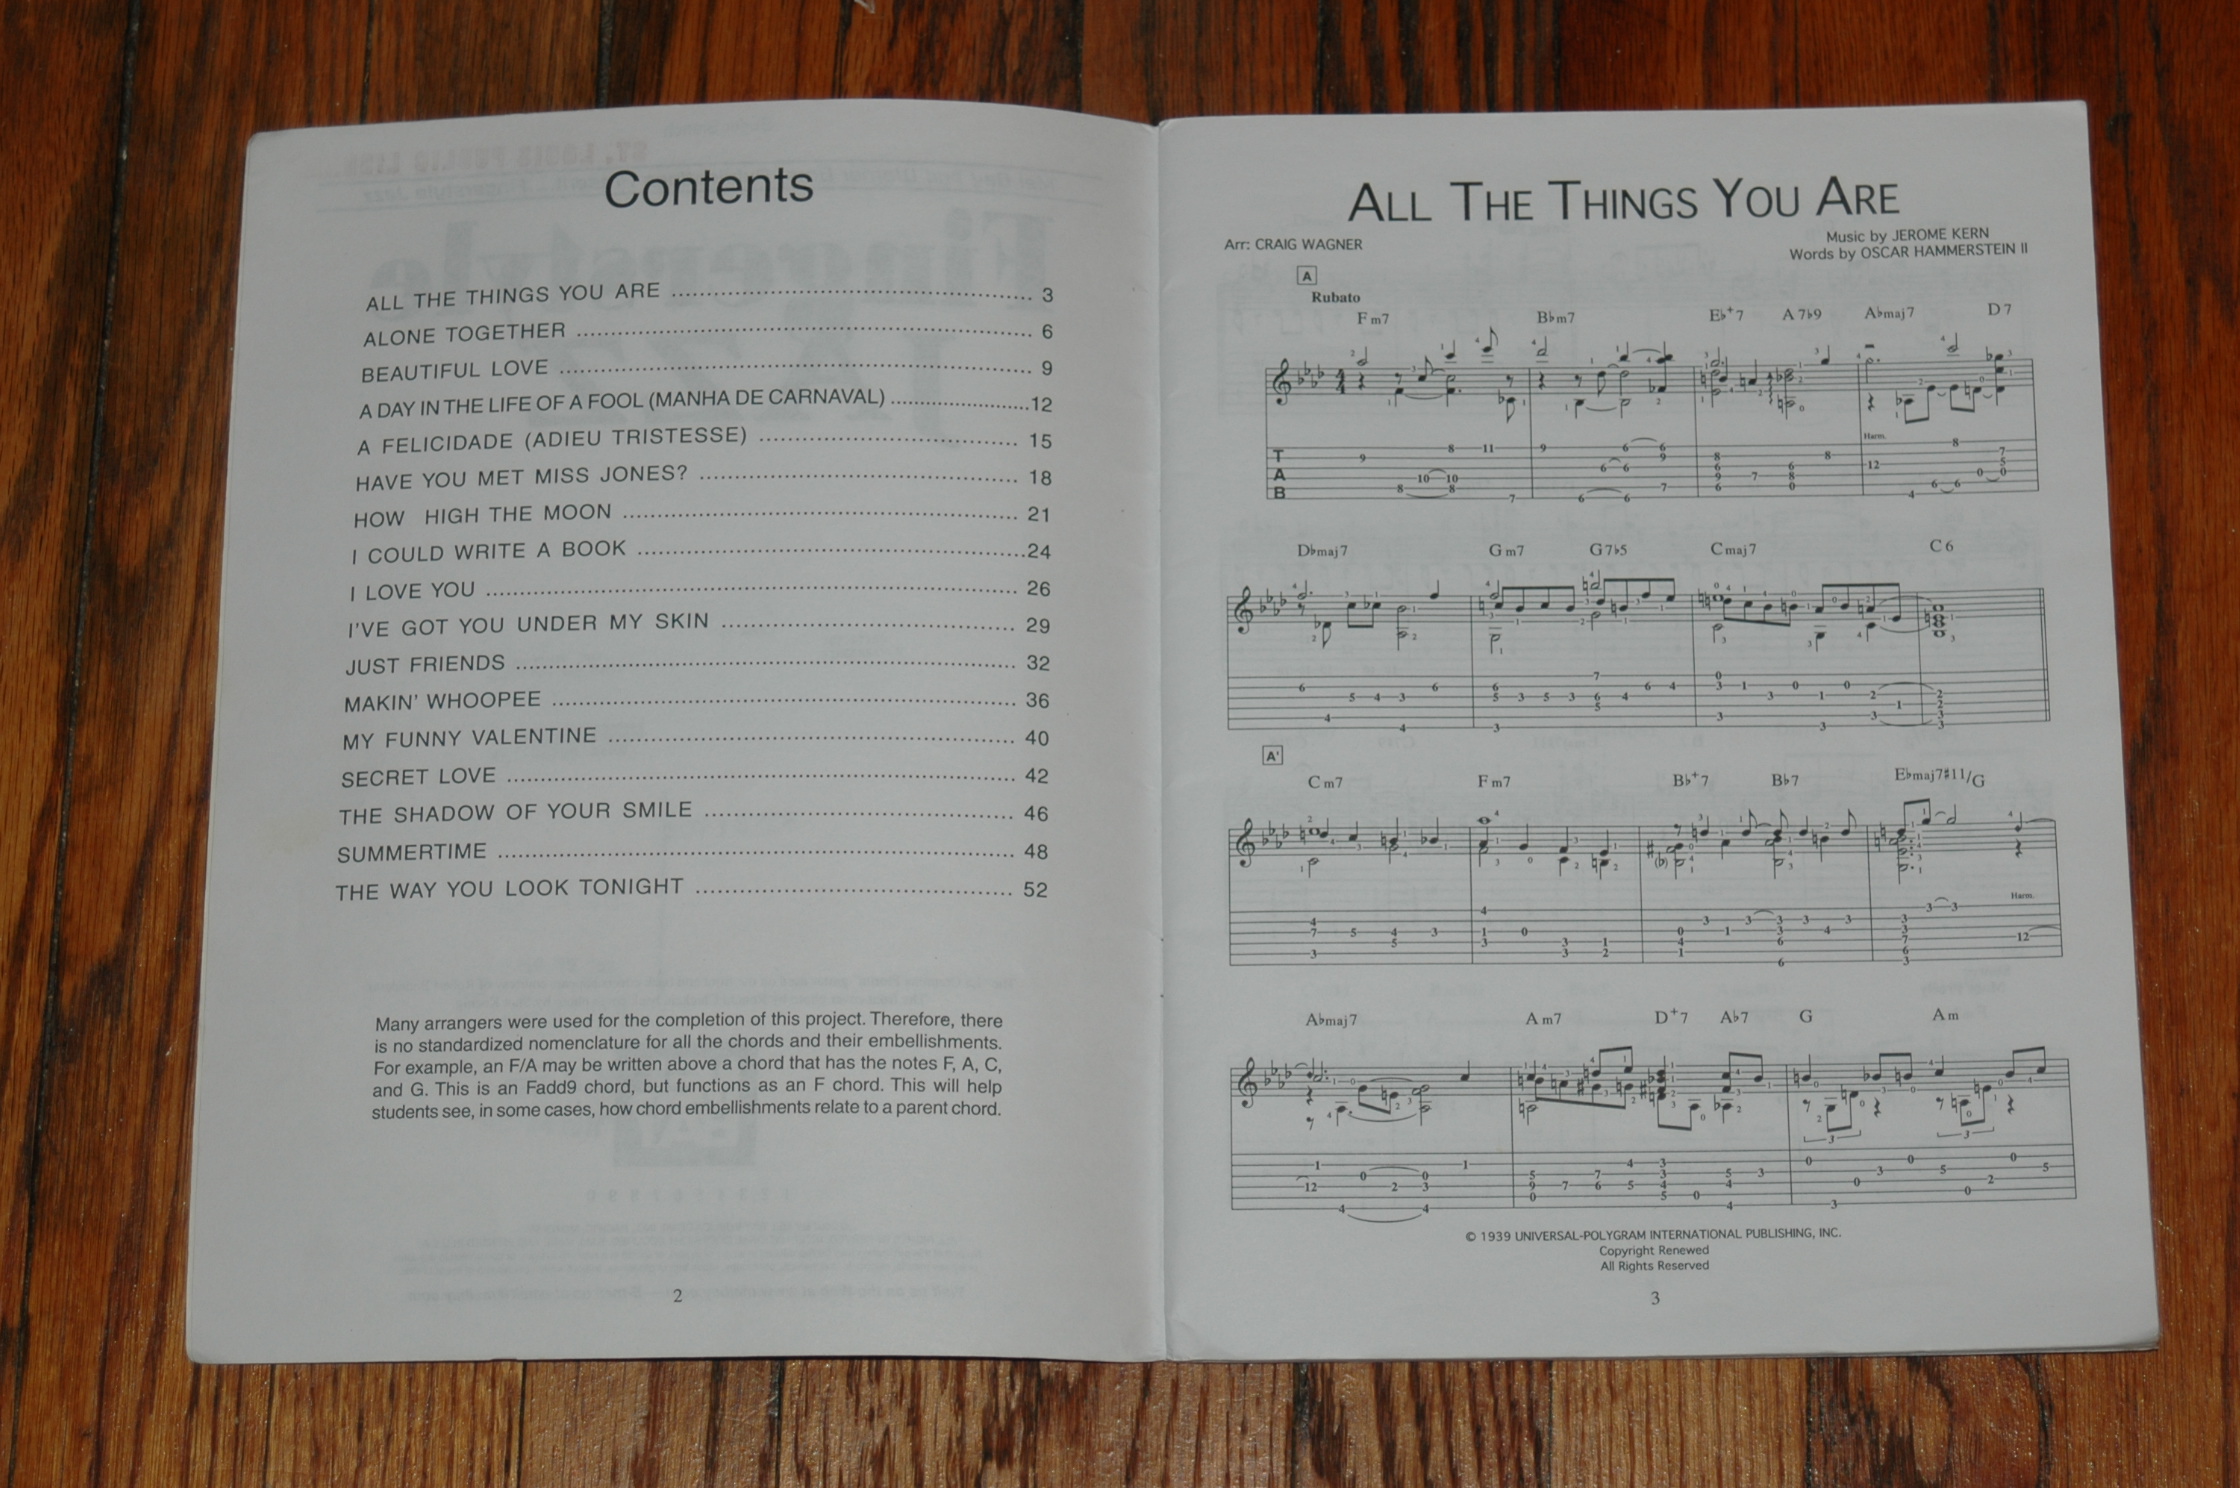 Contents
ALL THE THINGS YOU ARE 3
ALONE TOGETHER 6
BEAUTIFUL LOVE 9
A DAY IN THE LIFE OF A FOOL (MANHA DE CARNAVAL) 12
A FELICIDADE (ADIEU TRISTESSE) 15
HAVE YOU MET MISS JONES? 18
HOW HIGH THE MOON 21
I COULD WRITE A BOOK 24
I LOVE YOU 26
I'VE GOT YOU UNDER MY SKIN 29
JUST FRIENDS 32
MAKIN' WHOOPEE 36
MY FUNNY VALENTINE 40
SECRET LOVE 42
THE SHADOW OF YOUR SMILE 46
SUMMERTIME 48
THE WAY YOU LOOK TONIGHT 52
Many arrangers were used for the completion of this project. Therefore, there
is no standardized nomenclature for all the chords and their embellishments.
For example, an F/A may be written above a chord that has the notes F, A, C,
and G. This is an Fadd9 chord, but functions as an F chord. This will help
students see, in some cases, how chord embellishments relate to a parent chord.
2
ALL THE THINGS YOU ARE
Arr: CRAIG WAGNER
Music by JEROME KERN
Words by OSCAR HAMMERSTEIN II
A
Rubato
Fm7 B♭m7 E♭+7 A7♭9 A♭maj7 D7
Harm.
T
A
B
D♭maj7 Gm7 G7♭5 Cmaj7 C6
A'
Cm7 Fm7 B♭+7 B♭7 E♭maj7♯11/G
Harm.
A♭maj7 Am7 D+7 A♭7 G Am
© 1939 UNIVERSAL-POLYGRAM INTERNATIONAL PUBLISHING, INC.
Copyright Renewed
All Rights Reserved
3